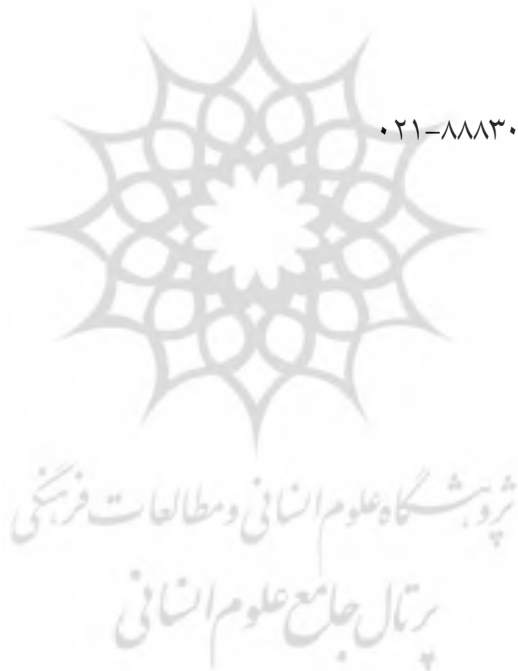 ۰۲۱-۸۸۸۳۰
پژوهشگاه علوم انسانی و مطالعات فرهنگی
پرتال جامع علوم انسانی